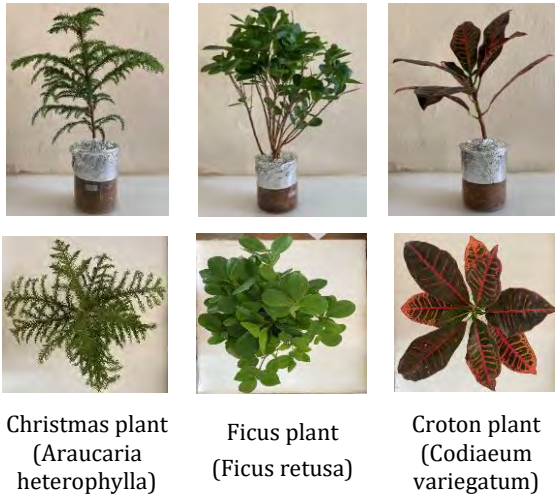 Christmas plant
(Araucaria
heterophylla)
Ficus plant
(Ficus retusa)
Croton plant
(Codiaeum
variegatum)